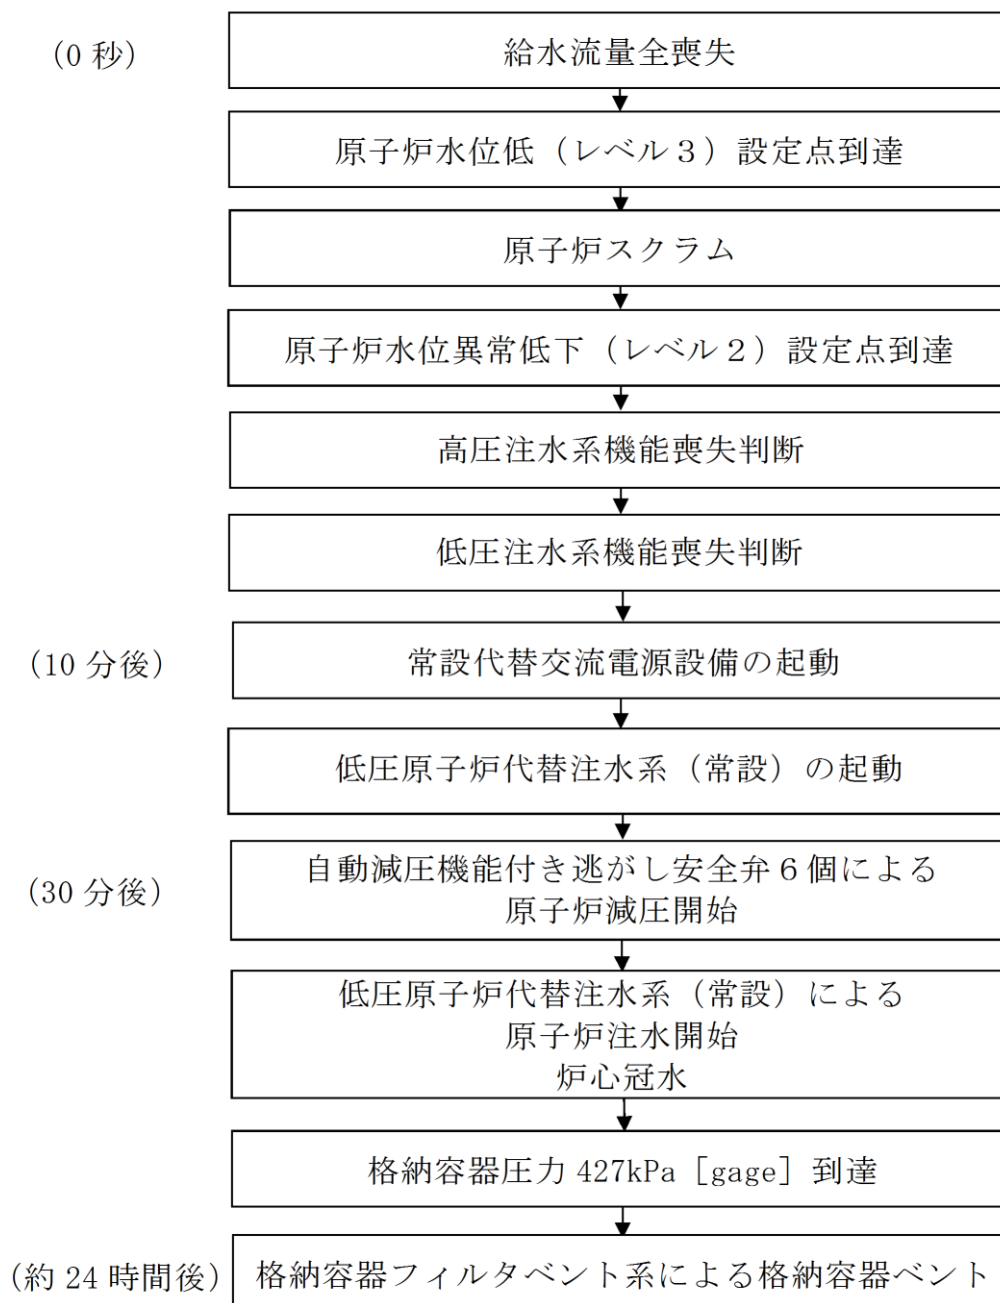 (0 秒)
給水流量全喪失
原子炉水位低（レベル３）設定点到達
原子炉スクラム
原子炉水位異常低下（レベル２）設定点到達
高圧注水系機能喪失判断
低圧注水系機能喪失判断
(10 分後)
常設代替交流電源設備の起動
低圧原子炉代替注水系（常設）の起動
(30 分後)
自動減圧機能付き逃がし安全弁６個による
原子炉減圧開始
低圧原子炉代替注水系（常設）による
原子炉注水開始
炉心冠水
格納容器圧力 427kPa［gage］到達
(約 24 時間後)
格納容器フィルタベント系による格納容器ベント